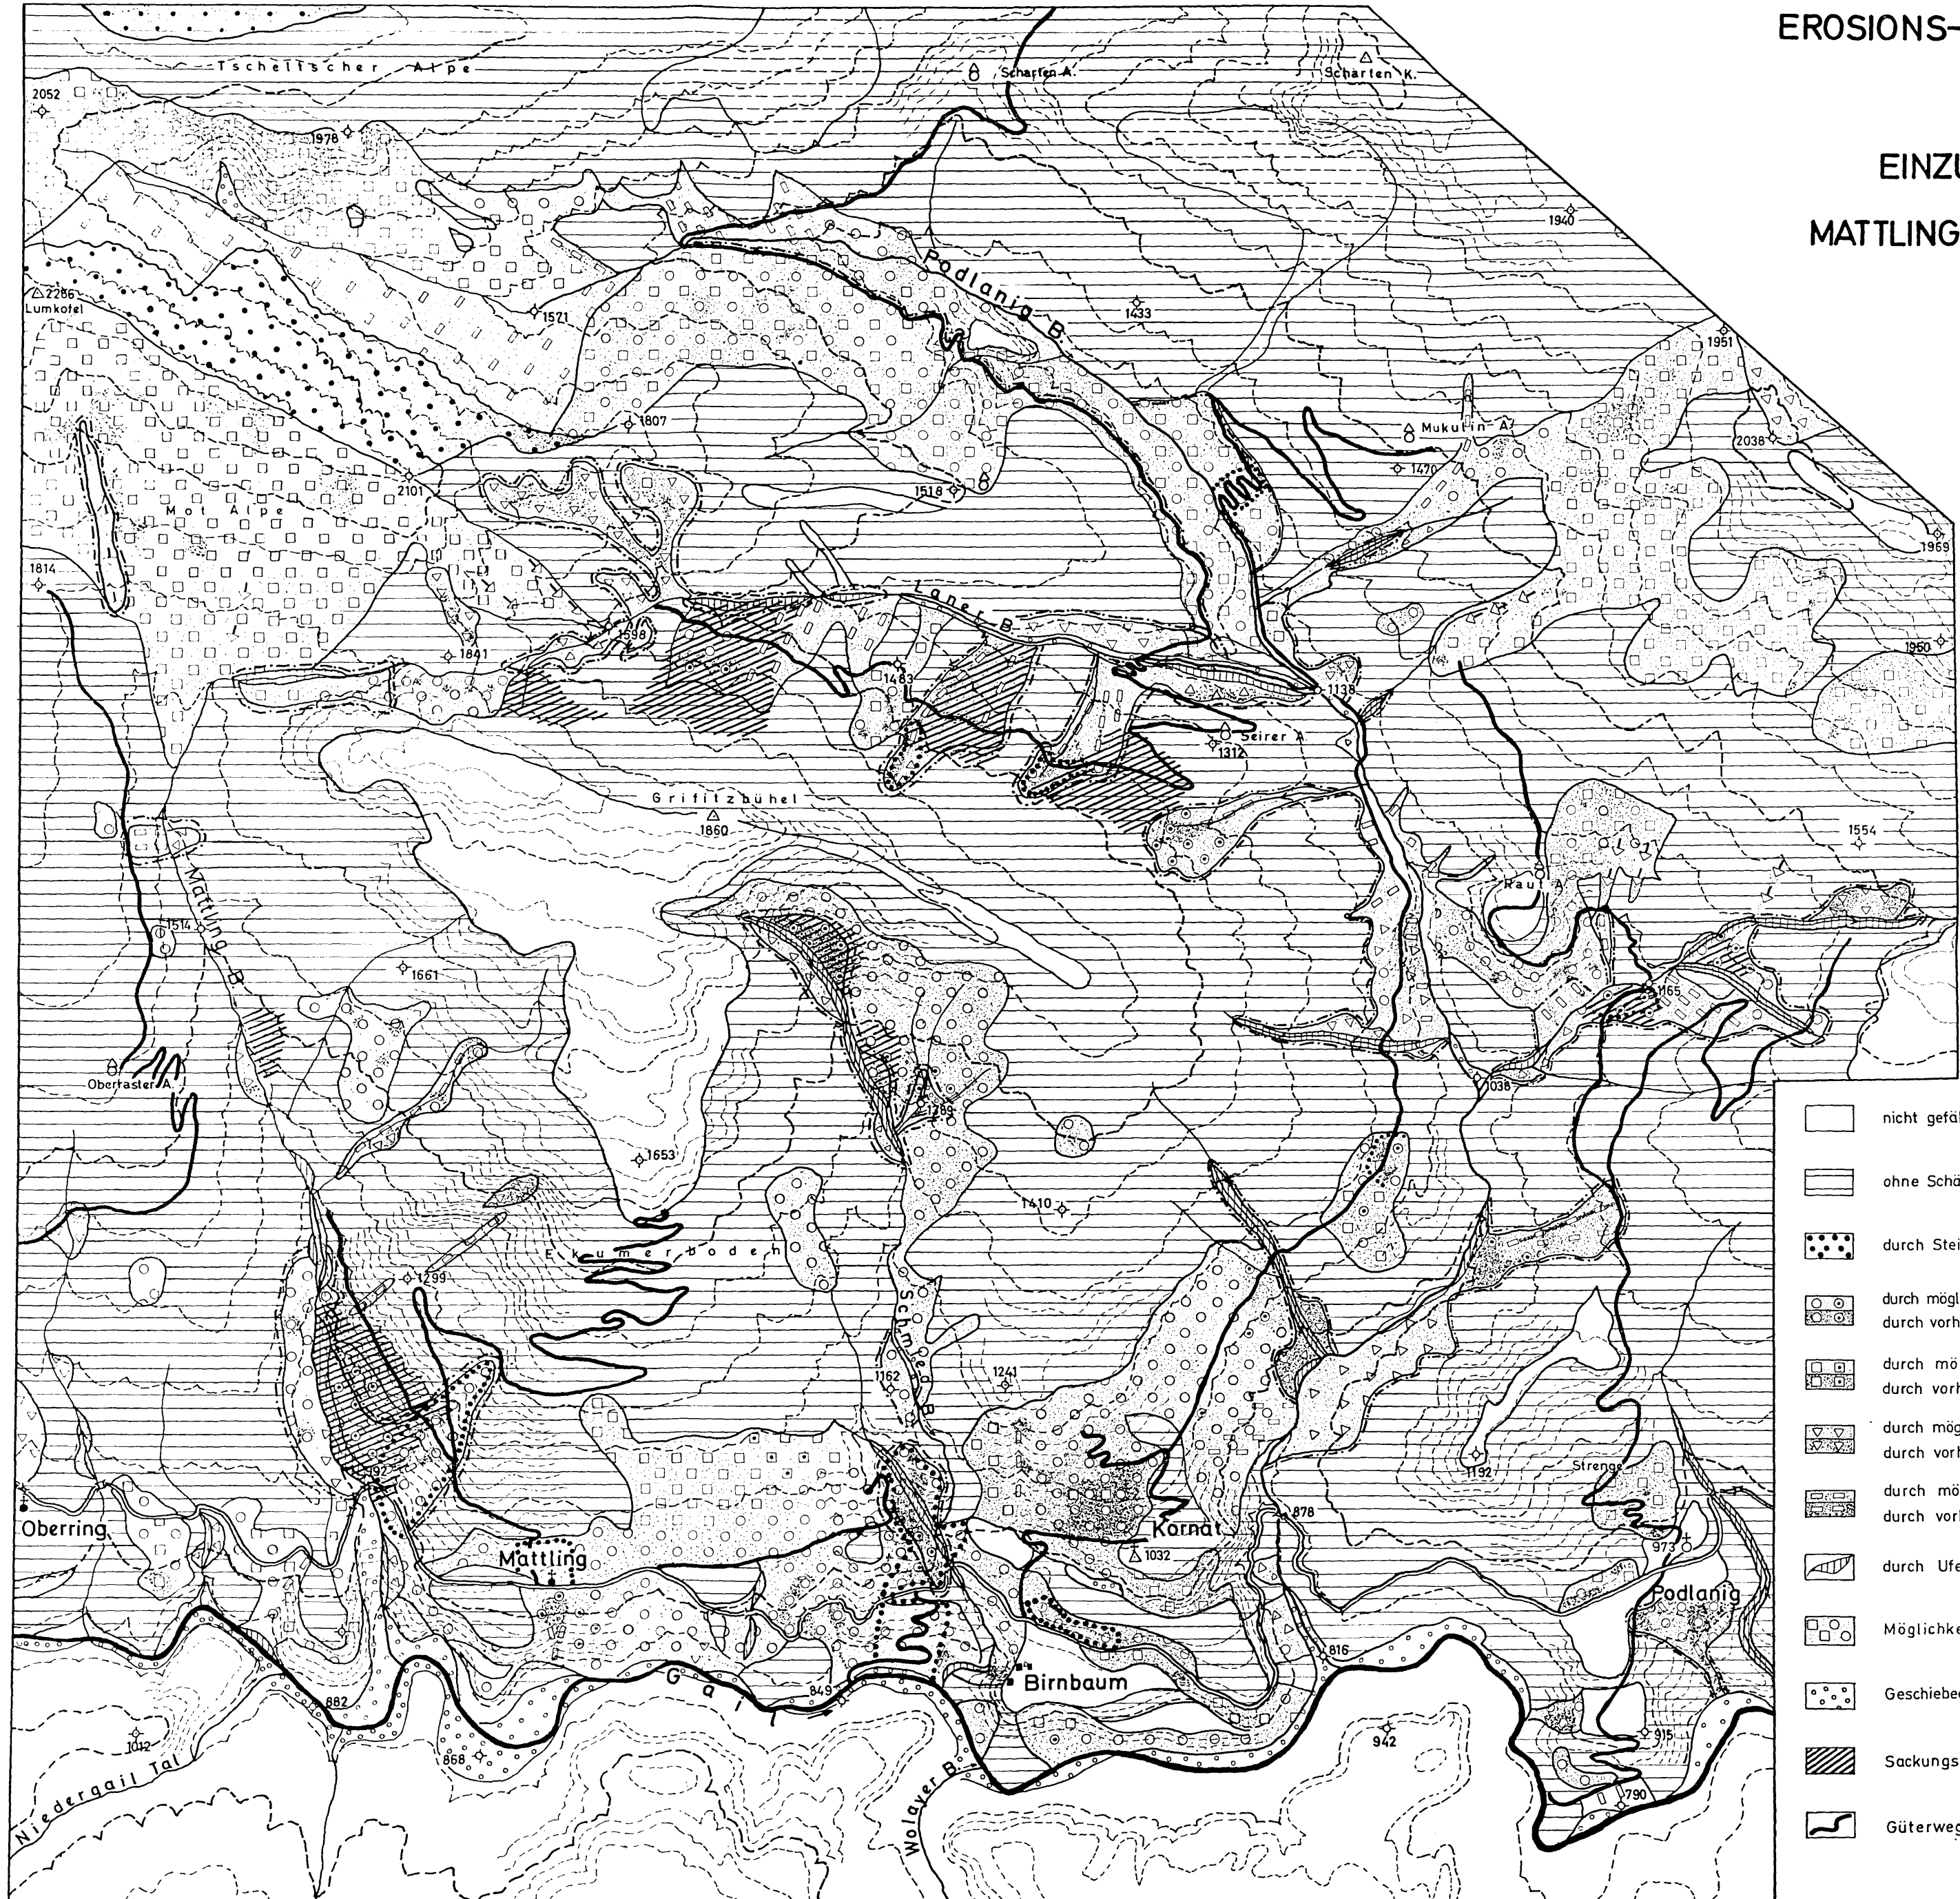 EROSIONS-
EINZU
MATTLING
Tscheltscher Alpe
Scharten A.
Scharten K.
2052
1978
1940
Podlanig B
1433
2286
Lumkofel
1571
1951
1807
Mukulin A.
2038
1470
1518
2101
Mot Alpe
1969
1814
Laner B
1598
1841
1483
1950
1138
Seirer A.
1312
Grifitzbühel
1860
1554
Mattling B
Raut A.
1514
1661
1165
Obertaster A.
1038
1289
1653
1410
Ekumerboden
1299
Schmied B
1162
1241
1192
Strenge
878
Oberring
Kornat
973
Mattling
1032
Podlanig
816
Gail
Birnbaum
849
882
1012
868
942
915
Niedergail Tal
Wolayer B.
790
nicht gefä
ohne Schä
durch Stei
durch mögl
durch vorh
durch mö
durch vorh
durch mög
durch vorh
durch mö
durch vorh
durch Ufe
Möglichke
Geschiebe
Sackungs
Güterweg